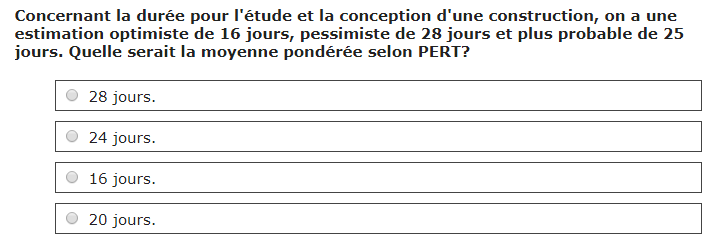 Concernant la durée pour l'étude et la conception d'une construction, on a une
estimation optimiste de 16 jours, pessimiste de 28 jours et plus probable de 25
jours. Quelle serait la moyenne pondérée selon PERT?
28 jours.
24 jours.
16 jours.
20 jours.